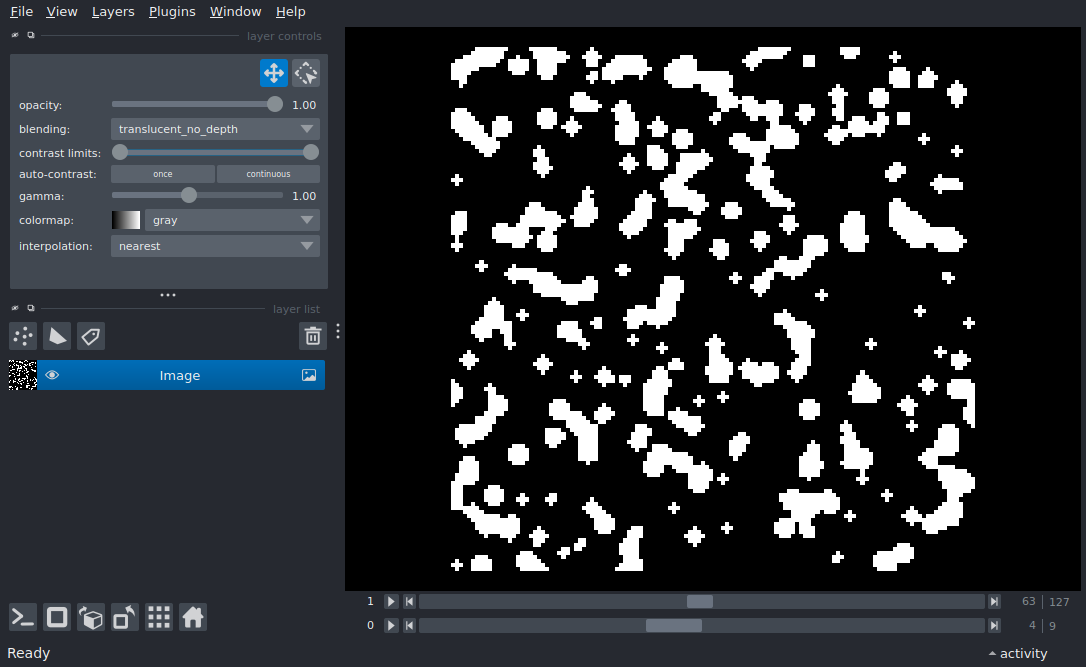 File View Layers Plugins Window Help
layer controls
opacity: 1.00
blending: translucent_no_depth
contrast limits:
auto-contrast: once continuous
gamma: 1.00
colormap: gray
interpolation: nearest
layer list
Image
1 63 127
0 4 9
Ready activity